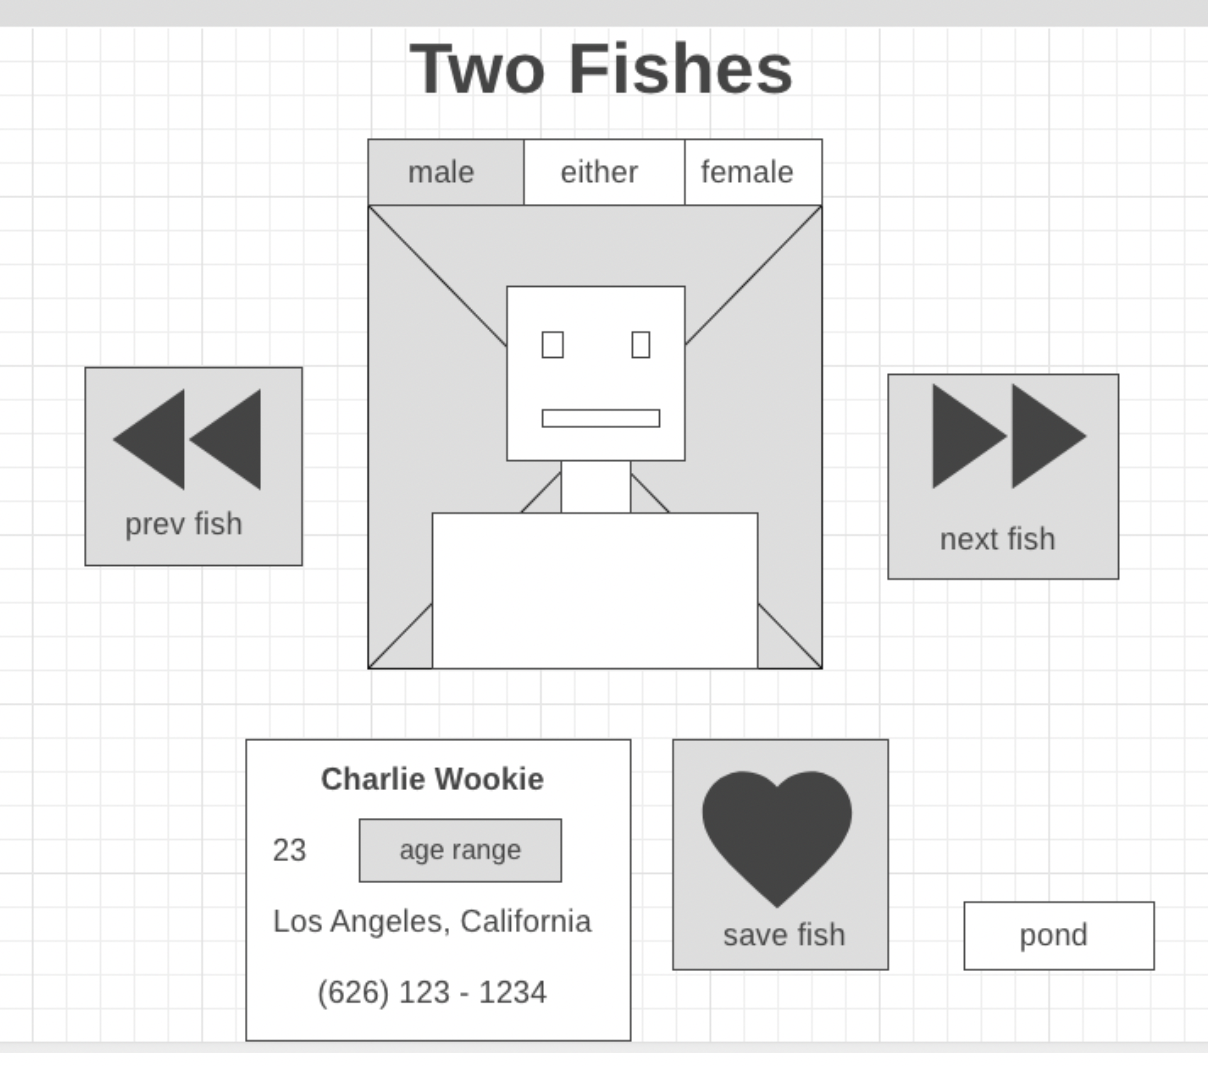 Two Fishes
male either female
prev fish
next fish
Charlie Wookie
23 age range
Los Angeles, California
(626) 123 - 1234
save fish
pond